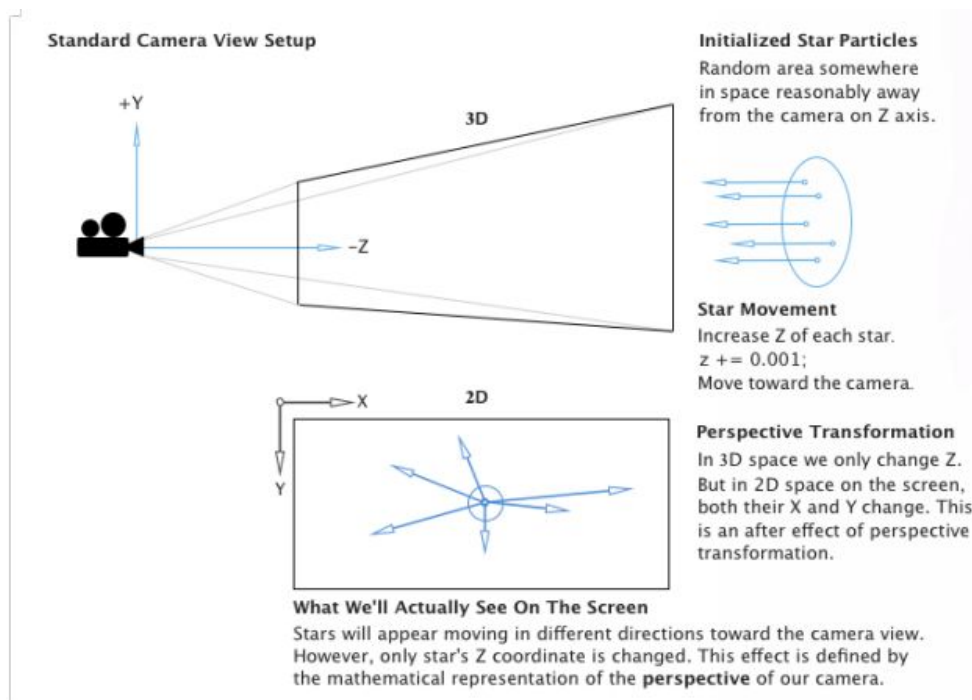 Standard Camera View Setup
+Y
3D
-Z
Initialized Star Particles
Random area somewhere
in space reasonably away
from the camera on Z axis.
Star Movement
Increase Z of each star.
z += 0.001;
Move toward the camera.
2D
X
Y
Perspective Transformation
In 3D space we only change Z.
But in 2D space on the screen,
both their X and Y change. This
is an after effect of perspective
transformation.
What We'll Actually See On The Screen
Stars will appear moving in different directions toward the camera view.
However, only star's Z coordinate is changed. This effect is defined by
the mathematical representation of the perspective of our camera.